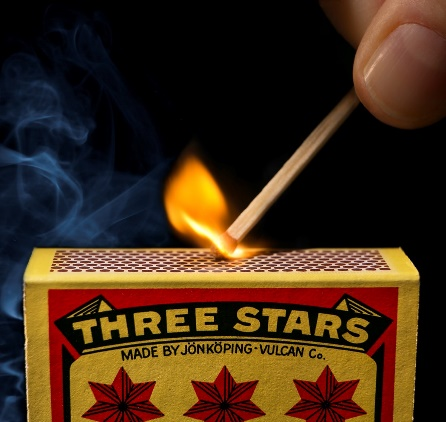 THREE STARS
MADE BY JÖNKÖPING-VULCAN Co.